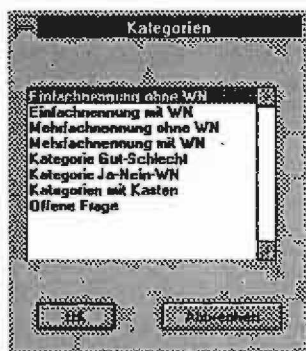 Kategorien
Einfachnennung ohne WN
Einfachnennung mit WN
Mehrfachnennung ohne WN
Mehrfachnennung mit WN
Kategorie Gut-Schlecht
Kategorie Ja-Nein-WN
Kategorien mit Kasten
Offene Frage
OK